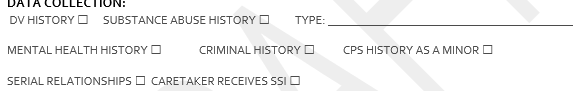 DATA COLLECTION:
DV HISTORY ☐ SUBSTANCE ABUSE HISTORY ☐ TYPE: ____________________
MENTAL HEALTH HISTORY ☐ CRIMINAL HISTORY ☐ CPS HISTORY AS A MINOR ☐
SERIAL RELATIONSHIPS ☐ CARETAKER RECEIVES SSI ☐